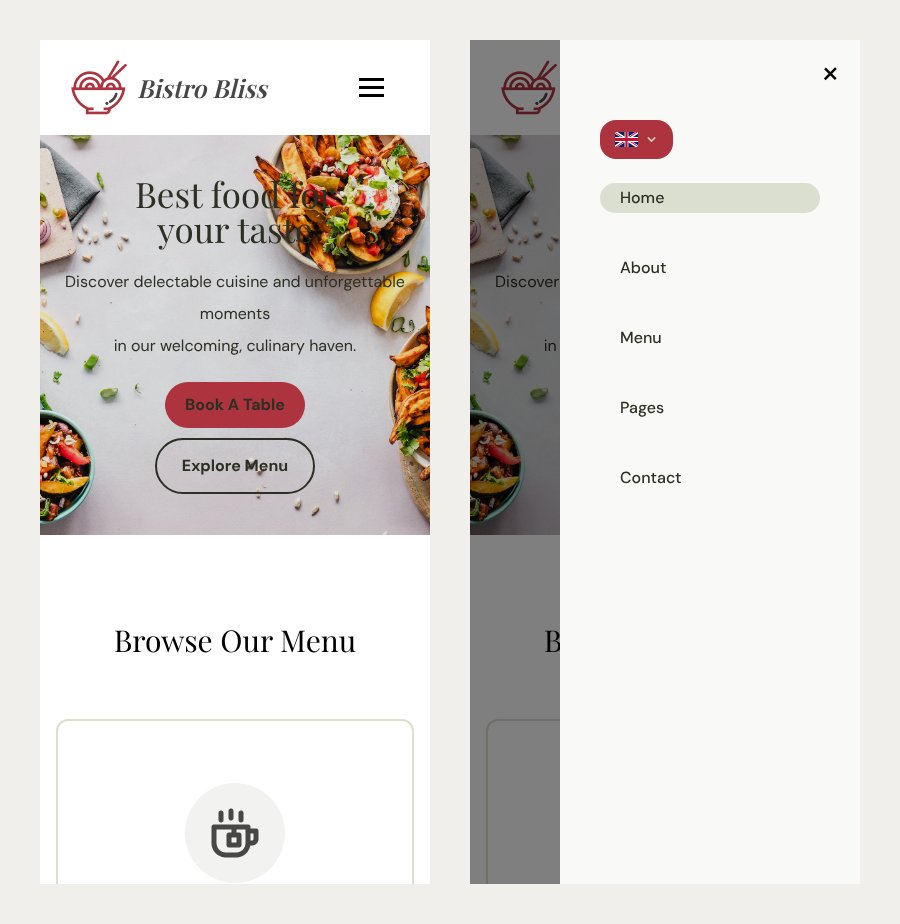 Bistro Bliss
Best food for
your taste
Discover delectable cuisine and unforgettable
moments
in our welcoming, culinary haven.
Book A Table
Explore Menu
Browse Our Menu
Home
About
Menu
Pages
Contact
Discover
in
B